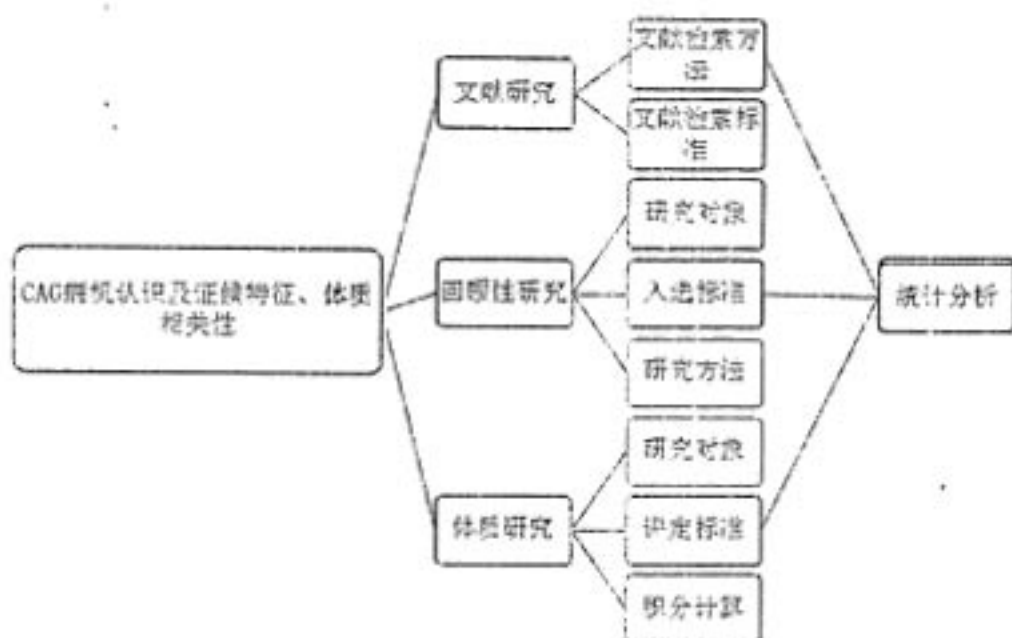 文献检索方
法
文献研究
文献检索标
准
研究对象
CAG病机认识及证候特征、体质
相关性
回顾性研究
入选标准
统计分析
研究方法
研究对象
体质研究
评定标准
积分计算